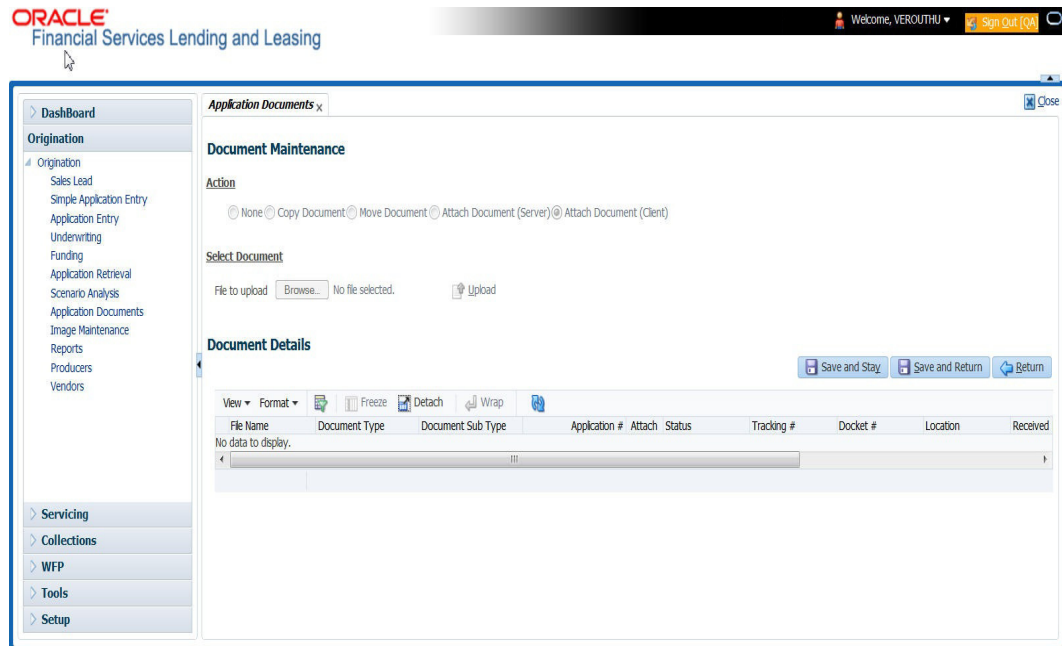 ORACLE
Financial Services Lending and Leasing
Welcome, VEROUTHU
Sign Out [QA]
DashBoard
Origination
Origination
Sales Lead
Simple Application Entry
Application Entry
Underwriting
Funding
Application Retrieval
Scenario Analysis
Application Documents
Image Maintenance
Reports
Producers
Vendors
Servicing
Collections
WFP
Tools
Setup
Application Documents x
Close
Document Maintenance
Action
None Copy Document Move Document Attach Document (Server) Attach Document (Client)
Select Document
File to upload Browse... No file selected. Upload
Document Details
Save and Stay Save and Return Return
View Format Freeze Detach Wrap
File Name Document Type Document Sub Type Application # Attach Status Tracking # Docket # Location Received
No data to display.